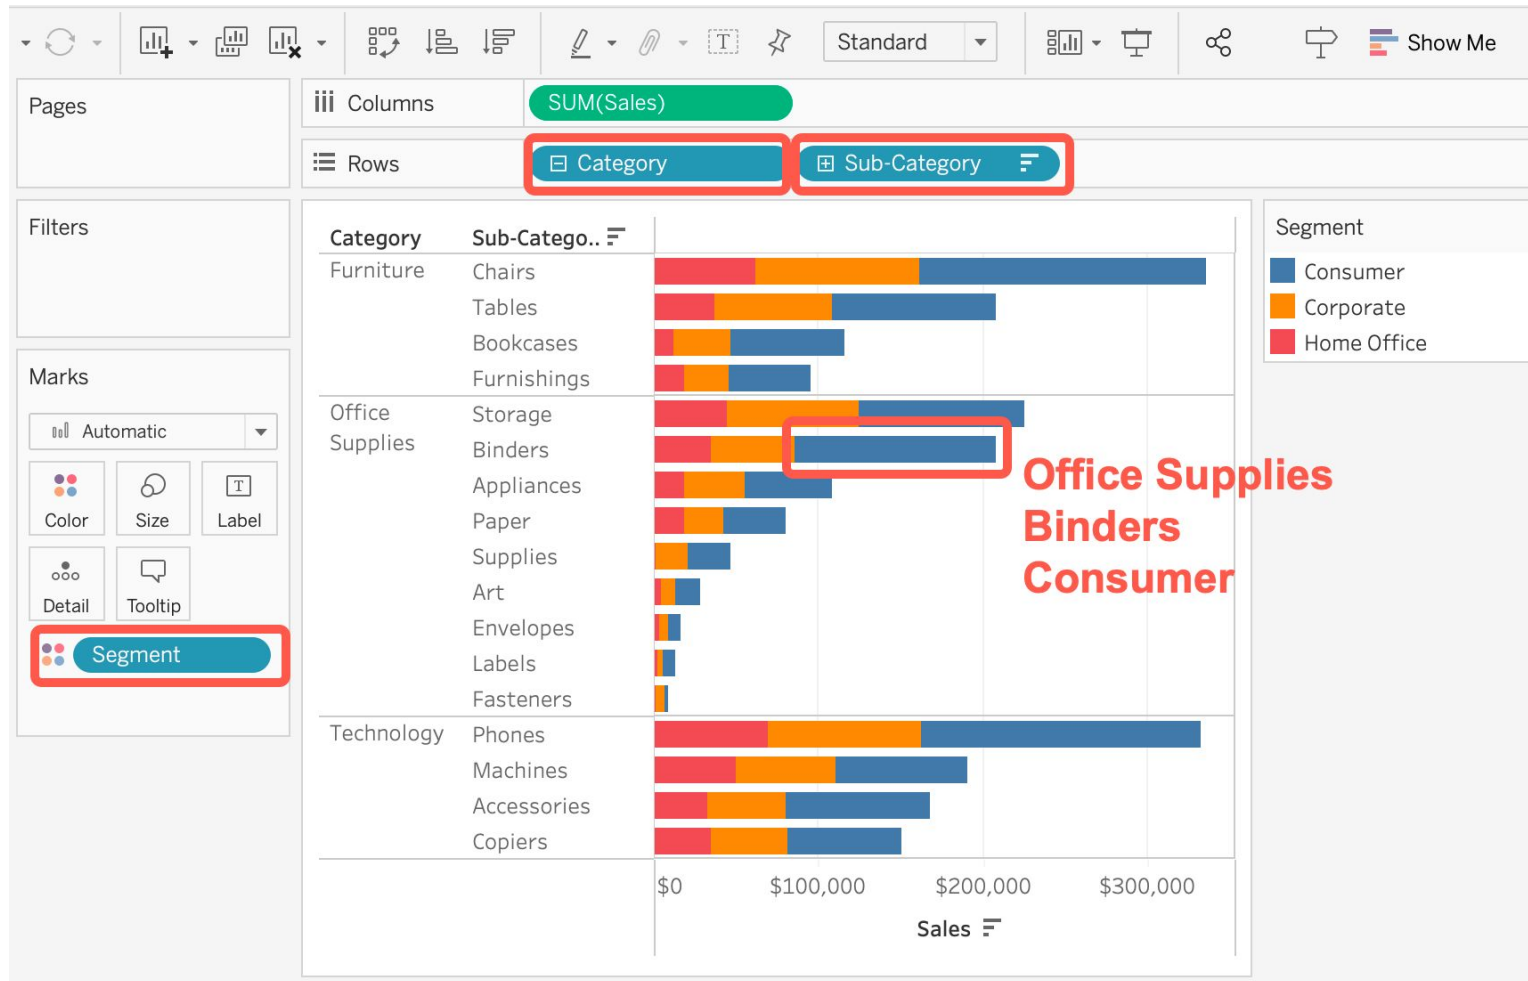 Standard
Show Me
Pages
Columns
SUM(Sales)
Rows
Category
Sub-Category
Filters
Category
Sub-Catego..
Segment
Consumer
Corporate
Home Office
Furniture
Chairs
Tables
Bookcases
Furnishings
Marks
Automatic
Color
Size
T
Label
Detail
Tooltip
Segment
Office
Supplies
Storage
Binders
Appliances
Paper
Supplies
Art
Envelopes
Labels
Fasteners
Office Supplies
Binders
Consumer
Technology
Phones
Machines
Accessories
Copiers
$0
$100,000
$200,000
$300,000
Sales